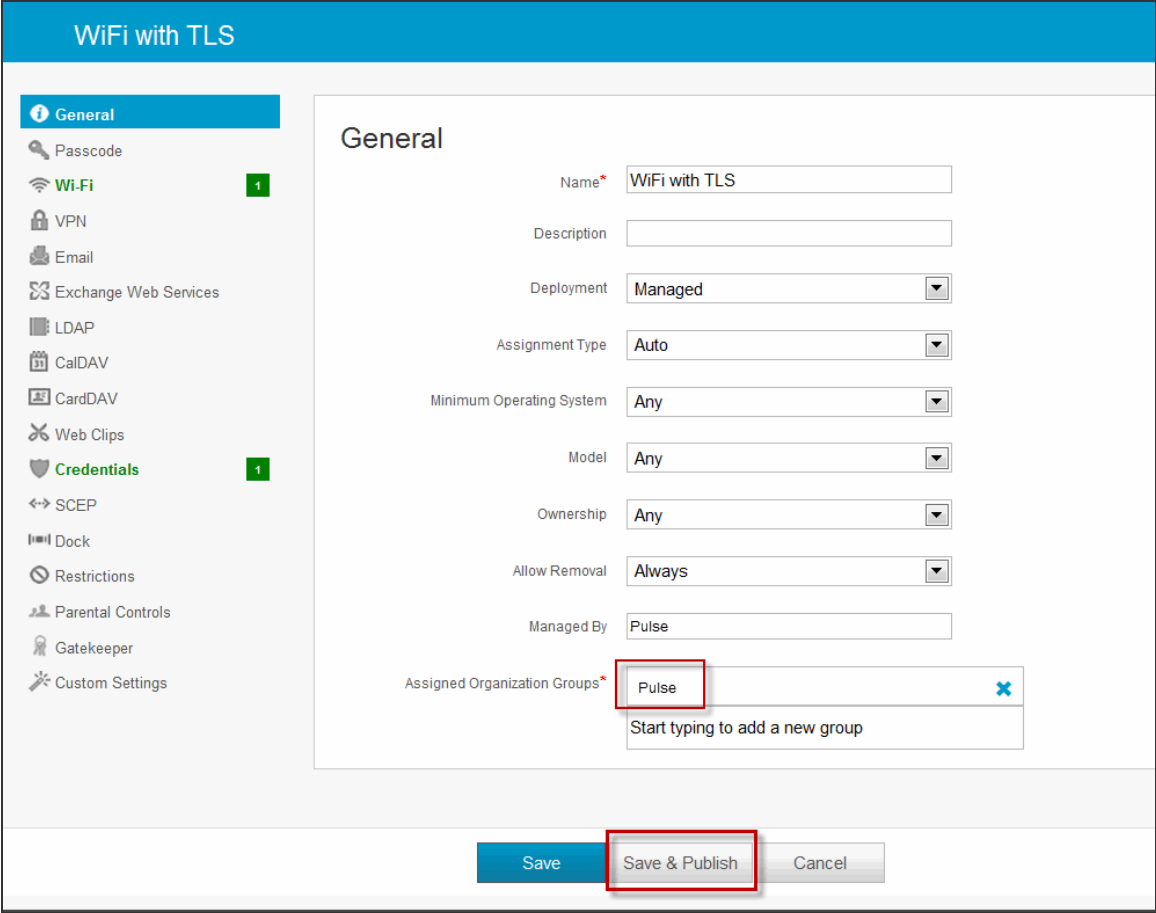 WiFi with TLS
General
Passcode
Wi-Fi 1
VPN
Email
Exchange Web Services
LDAP
31 CalDAV
CardDAV
Web Clips
Credentials 1
SCEP
Dock
Restrictions
Parental Controls
Gatekeeper
Custom Settings
General
Name* WiFi with TLS
Description
Deployment Managed
Assignment Type Auto
Minimum Operating System Any
Model Any
Ownership Any
Allow Removal Always
Managed By Pulse
Assigned Organization Groups* Pulse
Start typing to add a new group
Save Save & Publish Cancel